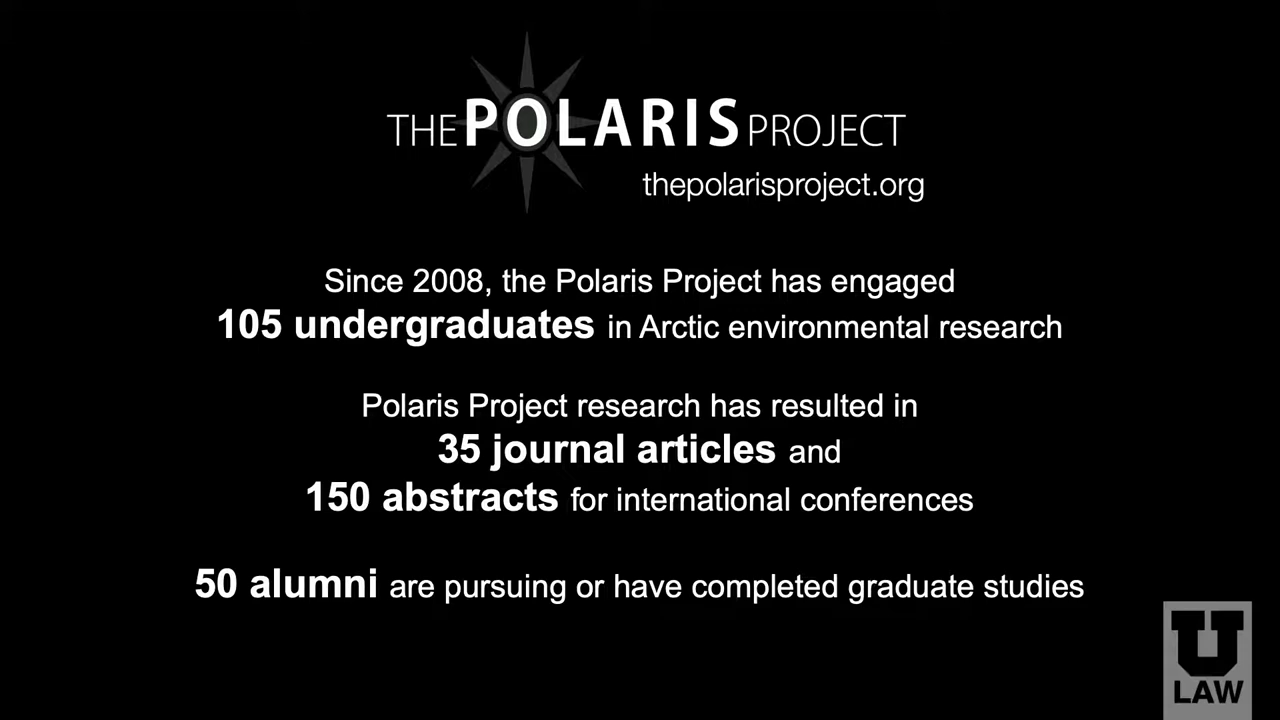 THE POLARIS PROJECT
thepolarisproject.org
Since 2008, the Polaris Project has engaged
105 undergraduates in Arctic environmental research
Polaris Project research has resulted in
35 journal articles and
150 abstracts for international conferences
50 alumni are pursuing or have completed graduate studies
U
LAW